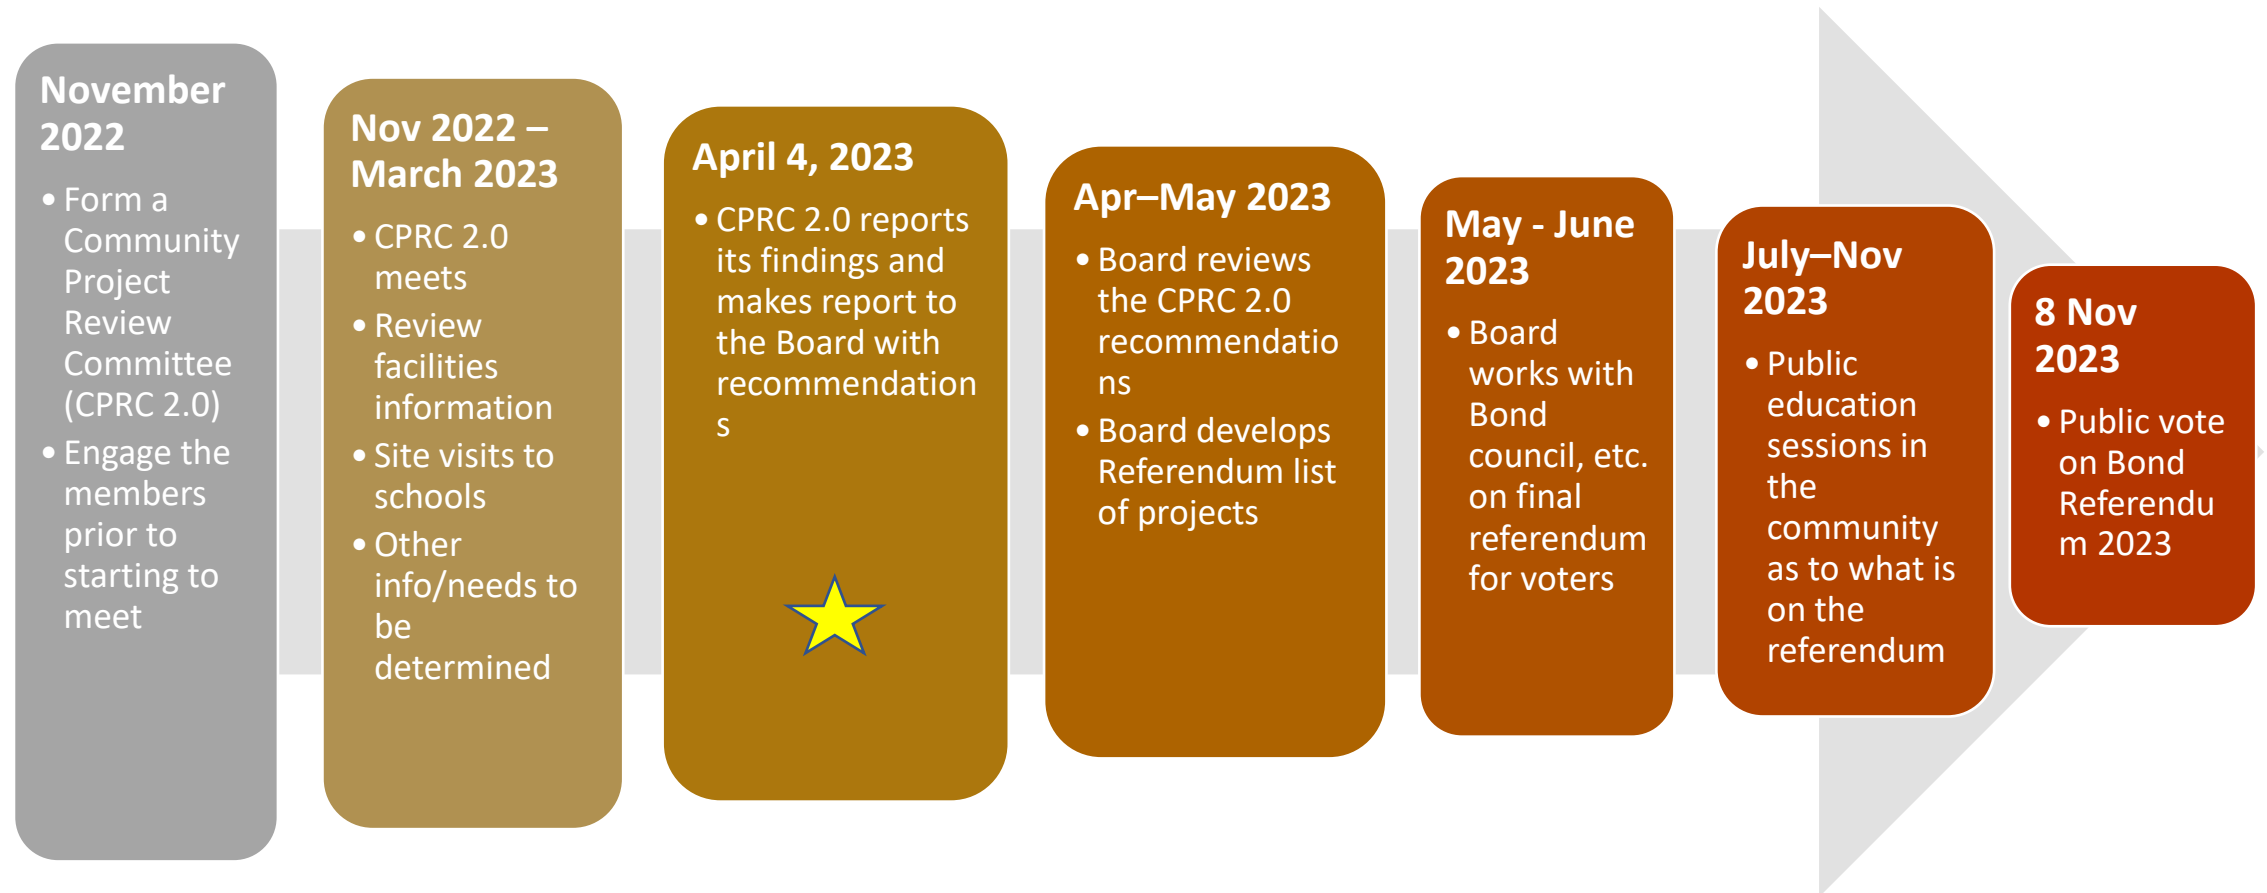 November
2022
• Form a
Community
Project
Review
Committee
(CPRC 2.0)
• Engage the
members
prior to
starting to
meet
Nov 2022 –
March 2023
• CPRC 2.0
meets
• Review
facilities
information
• Site visits to
schools
• Other
info/needs to
be
determined
April 4, 2023
• CPRC 2.0 reports
its findings and
makes report to
the Board with
recommendation
s
Apr–May 2023
• Board reviews
the CPRC 2.0
recommendatio
ns
• Board develops
Referendum list
of projects
May - June
2023
• Board
works with
Bond
council, etc.
on final
referendum
for voters
July–Nov
2023
• Public
education
sessions in
the
community
as to what is
on the
referendum
8 Nov
2023
• Public vote
on Bond
Referendu
m 2023